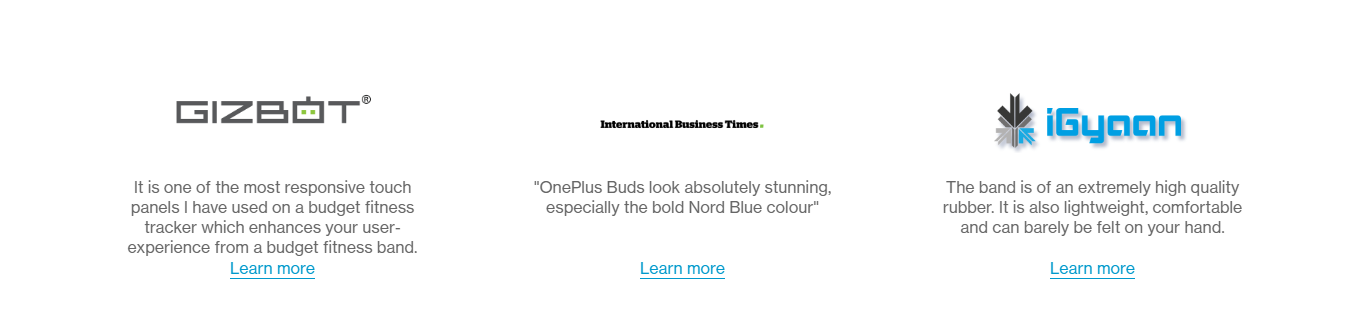 GIZBOT®
It is one of the most responsive touch
panels I have used on a budget fitness
tracker which enhances your user-
experience from a budget fitness band.
Learn more
International Business Times.
"OnePlus Buds look absolutely stunning,
especially the bold Nord Blue colour"
Learn more
iGyaan
The band is of an extremely high quality
rubber. It is also lightweight, comfortable
and can barely be felt on your hand.
Learn more